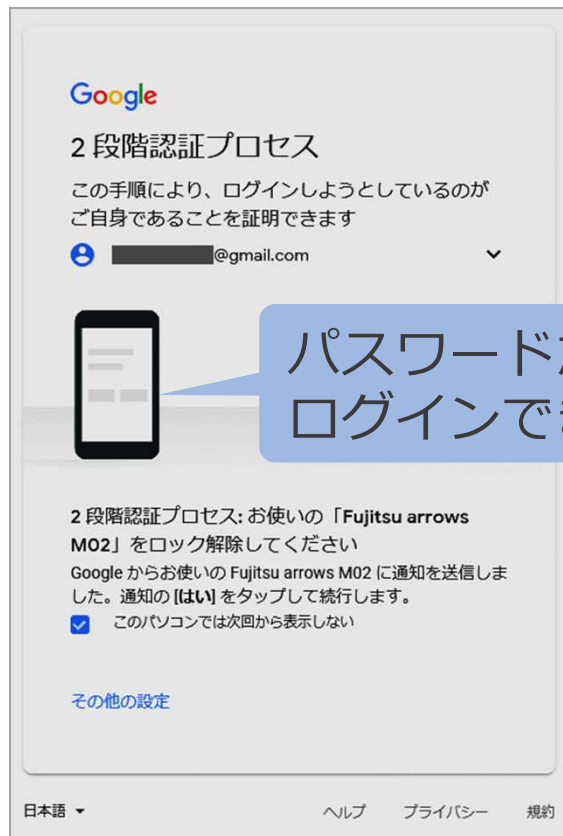 Google
2 段階認証プロセス
この手順により、ログインしようとしているのが
ご自身であることを証明できます
@gmail.com
パスワード
ログインで
2 段階認証プロセス: お使いの「Fujitsu arrows
M02」をロック解除してください
Google からお使いの Fujitsu arrows M02 に通知を送信しま
した。通知の [はい] をタップして続行します。
このパソコンでは次回から表示しない
その他の設定
日本語
ヘルプ プライバシー 規約